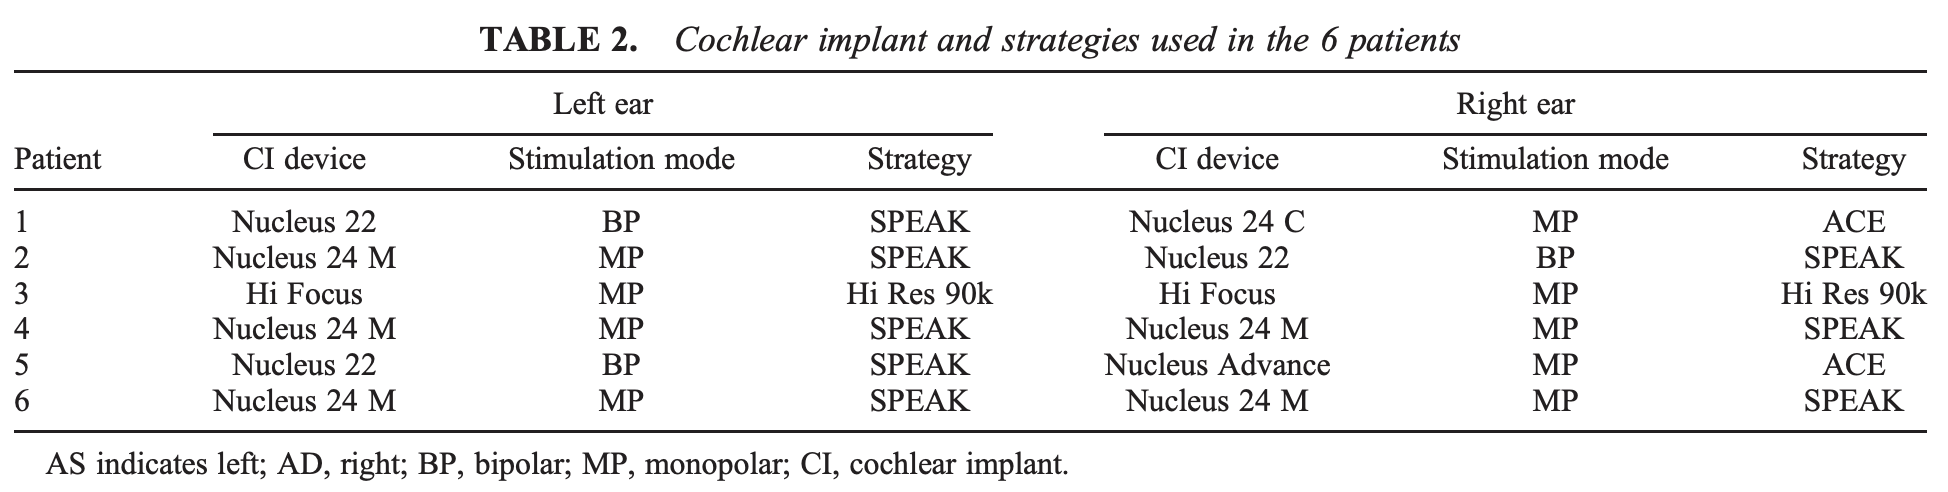 TABLE 2. Cochlear implant and strategies used in the 6 patients
Left ear Right ear
Patient CI device Stimulation mode Strategy CI device Stimulation mode Strategy
1 Nucleus 22 BP SPEAK Nucleus 24 C MP ACE
2 Nucleus 24 M MP SPEAK Nucleus 22 BP SPEAK
3 Hi Focus MP Hi Res 90k Hi Focus MP Hi Res 90k
4 Nucleus 24 M MP SPEAK Nucleus 24 M MP SPEAK
5 Nucleus 22 BP SPEAK Nucleus Advance MP ACE
6 Nucleus 24 M MP SPEAK Nucleus 24 M MP SPEAK
AS indicates left; AD, right; BP, bipolar; MP, monopolar; CI, cochlear implant.